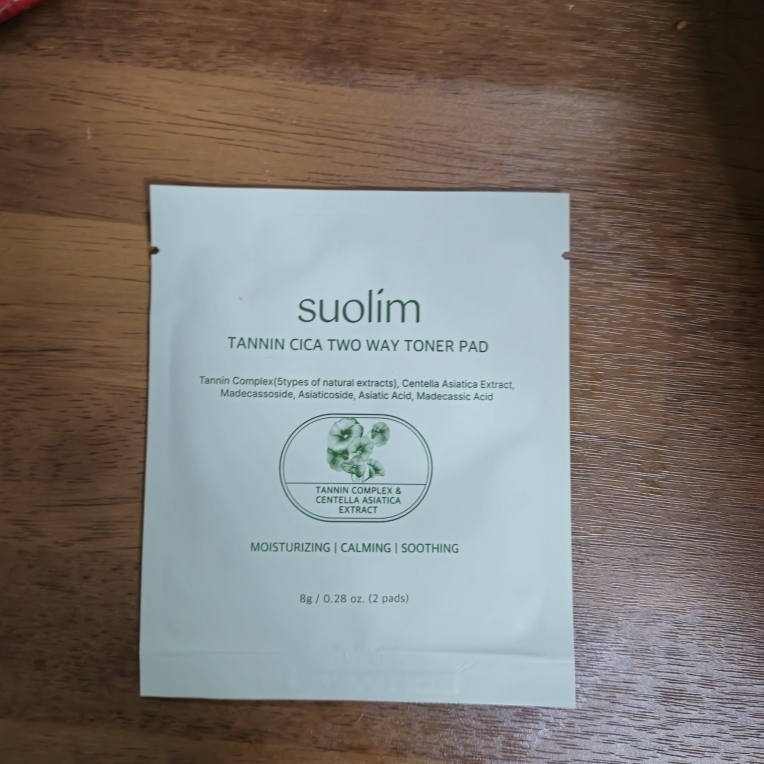 suolim
TANNIN CICA TWO WAY TONER PAD
Tannin Complex(5types of natural extracts), Centella Asiatica Extract,
Madecassoside, Asiaticoside, Asiatic Acid, Madecassic Acid
TANNIN COMPLEX &
CENTELLA ASIATICA
EXTRACT
MOISTURIZING | CALMING | SOOTHING
8g / 0.28 oz. (2 pads)